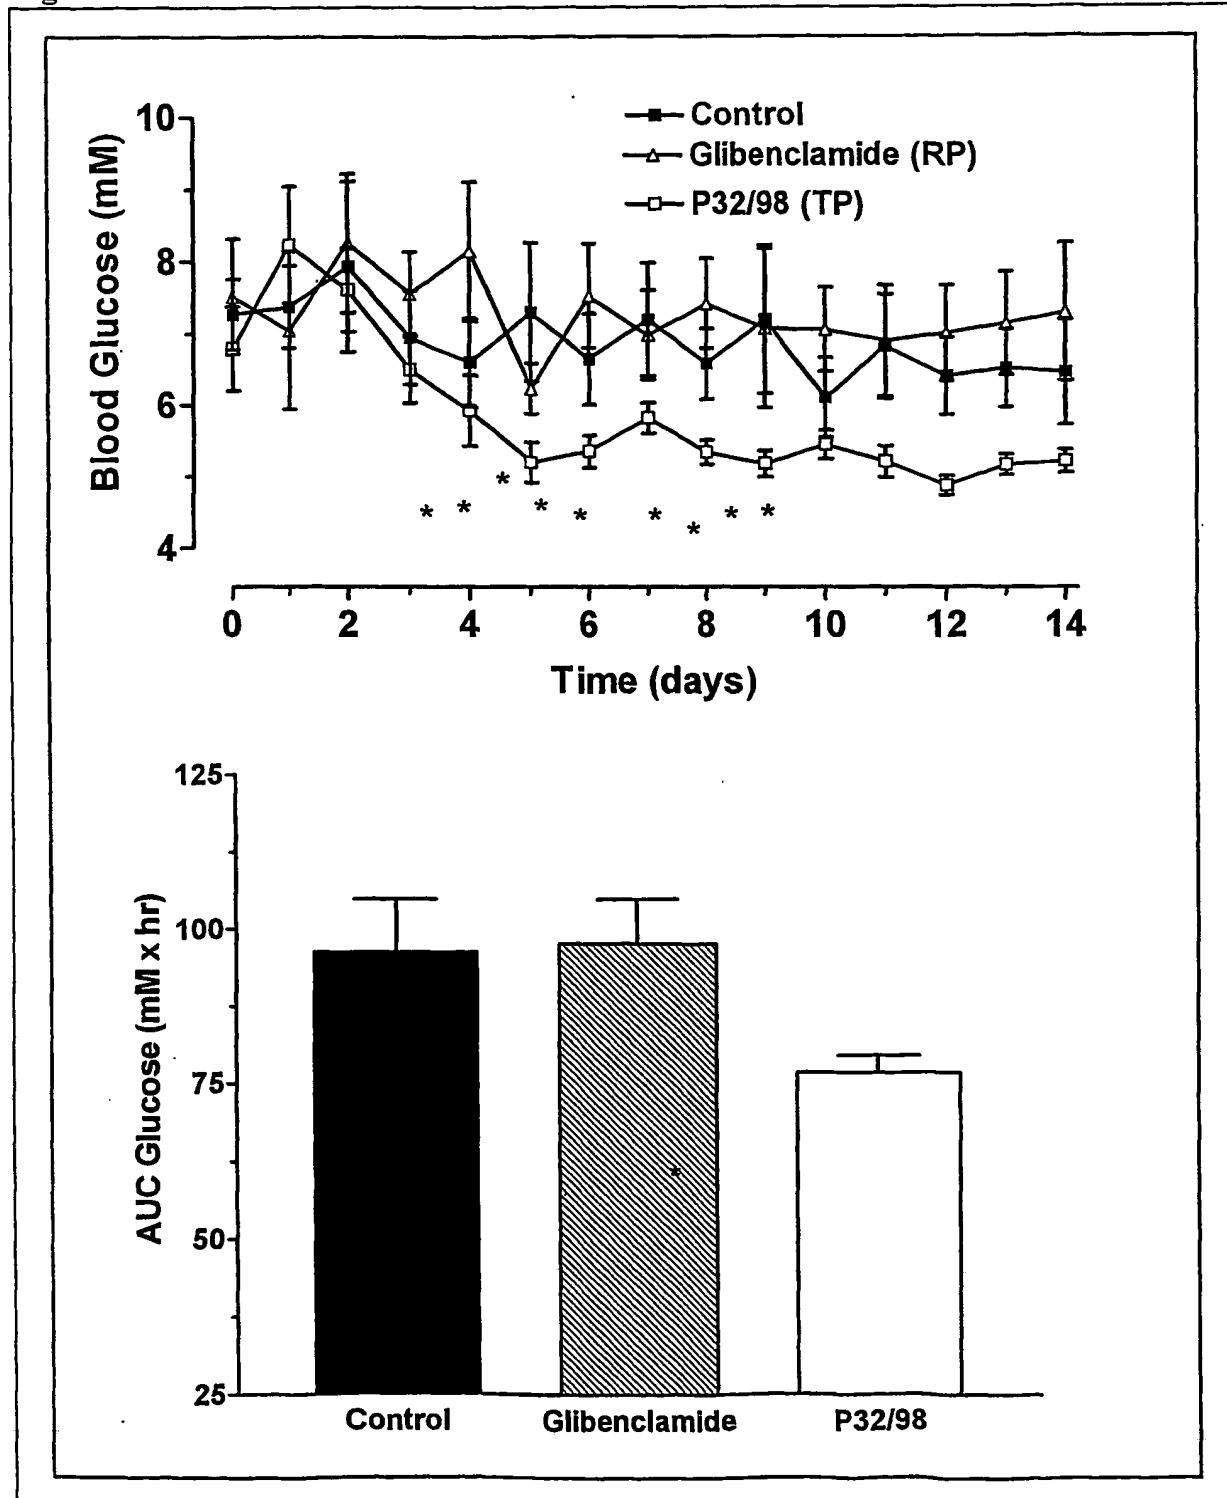 10
8
6
4
Blood Glucose (mM)
Control
Glibenclamide (RP)
P32/98 (TP)
* * * * * * * * *
0 2 4 6 8 10 12 14
Time (days)
125
100
75
50
25
AUC Glucose (mM x hr)
*
Control Glibenclamide P32/98